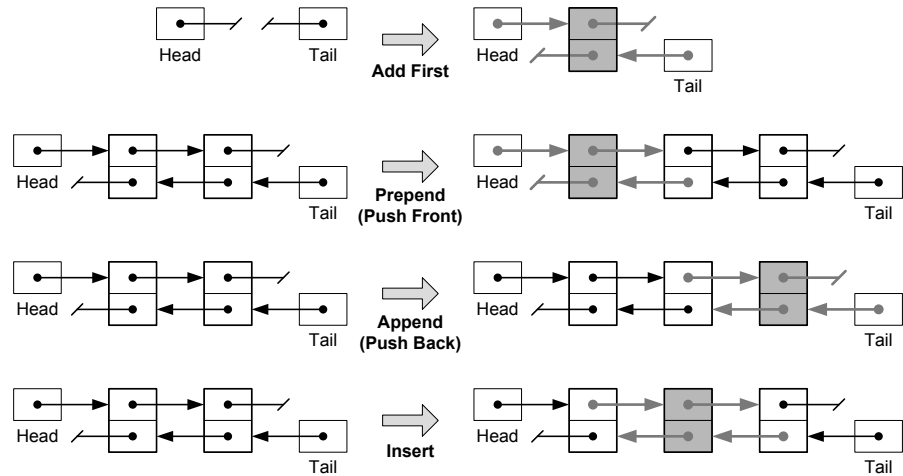 Head
Tail
Add First
Head
Tail
Head
Tail
Prepend
(Push Front)
Head
Tail
Head
Tail
Append
(Push Back)
Head
Tail
Head
Tail
Insert
Head
Tail